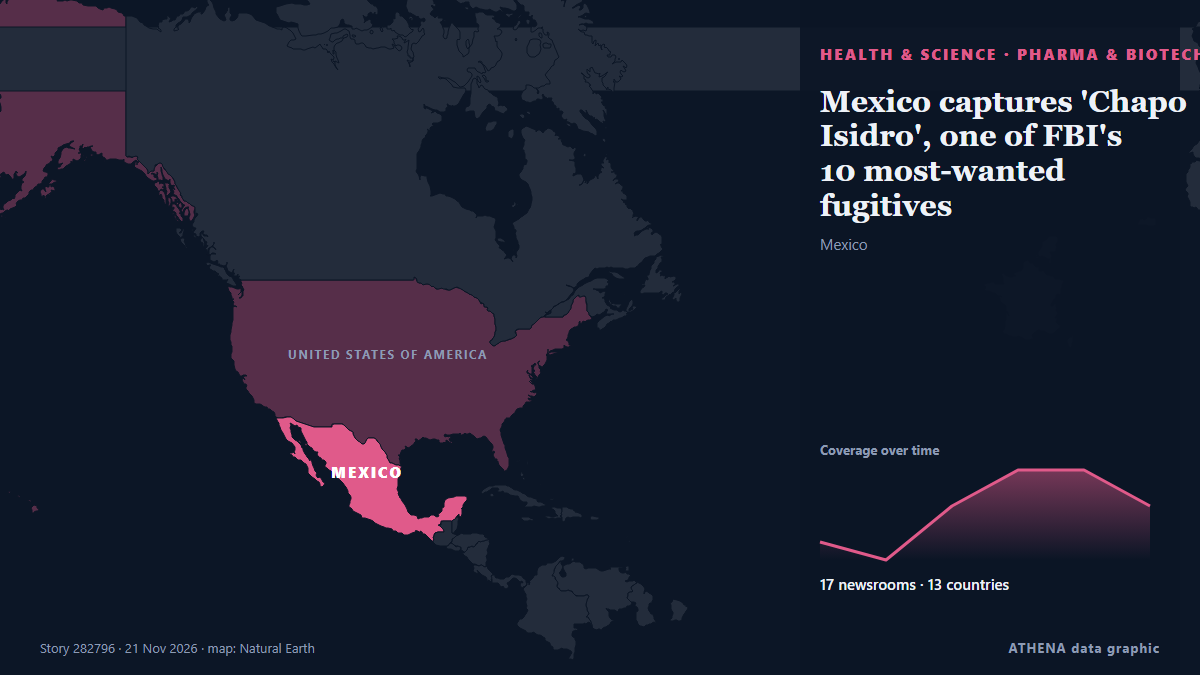 HEALTH & SCIENCE · PHARMA & BIOTECH
Mexico captures 'Chapo
Isidro', one of FBI's
10 most-wanted
fugitives
Mexico
UNITED STATES OF AMERICA
MEXICO
Coverage over time
17 newsrooms · 13 countries
Story 282796 · 21 Nov 2026 · map: Natural Earth
ATHENA data graphic